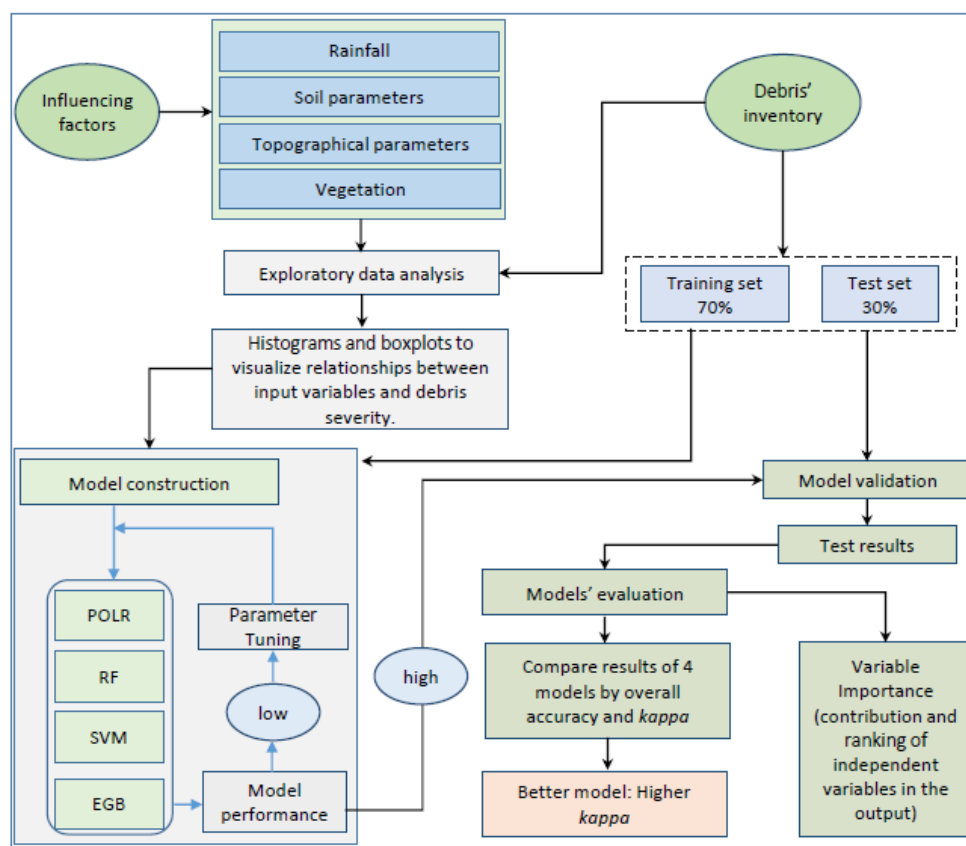 Influencing
factors
Rainfall
Soil parameters
Topographical parameters
Vegetation
Debris'
inventory
Exploratory data analysis
Training set
70%
Test set
30%
Histograms and boxplots to
visualize relationships between
input variables and debris
severity.
Model construction
POLR
RF
SVM
EGB
Parameter
Tuning
low
Model
performance
high
Model validation
Test results
Models' evaluation
Compare results of 4
models by overall
accuracy and kappa
Better model: Higher
kappa
Variable
Importance
(contribution and
ranking of
independent
variables in the
output)